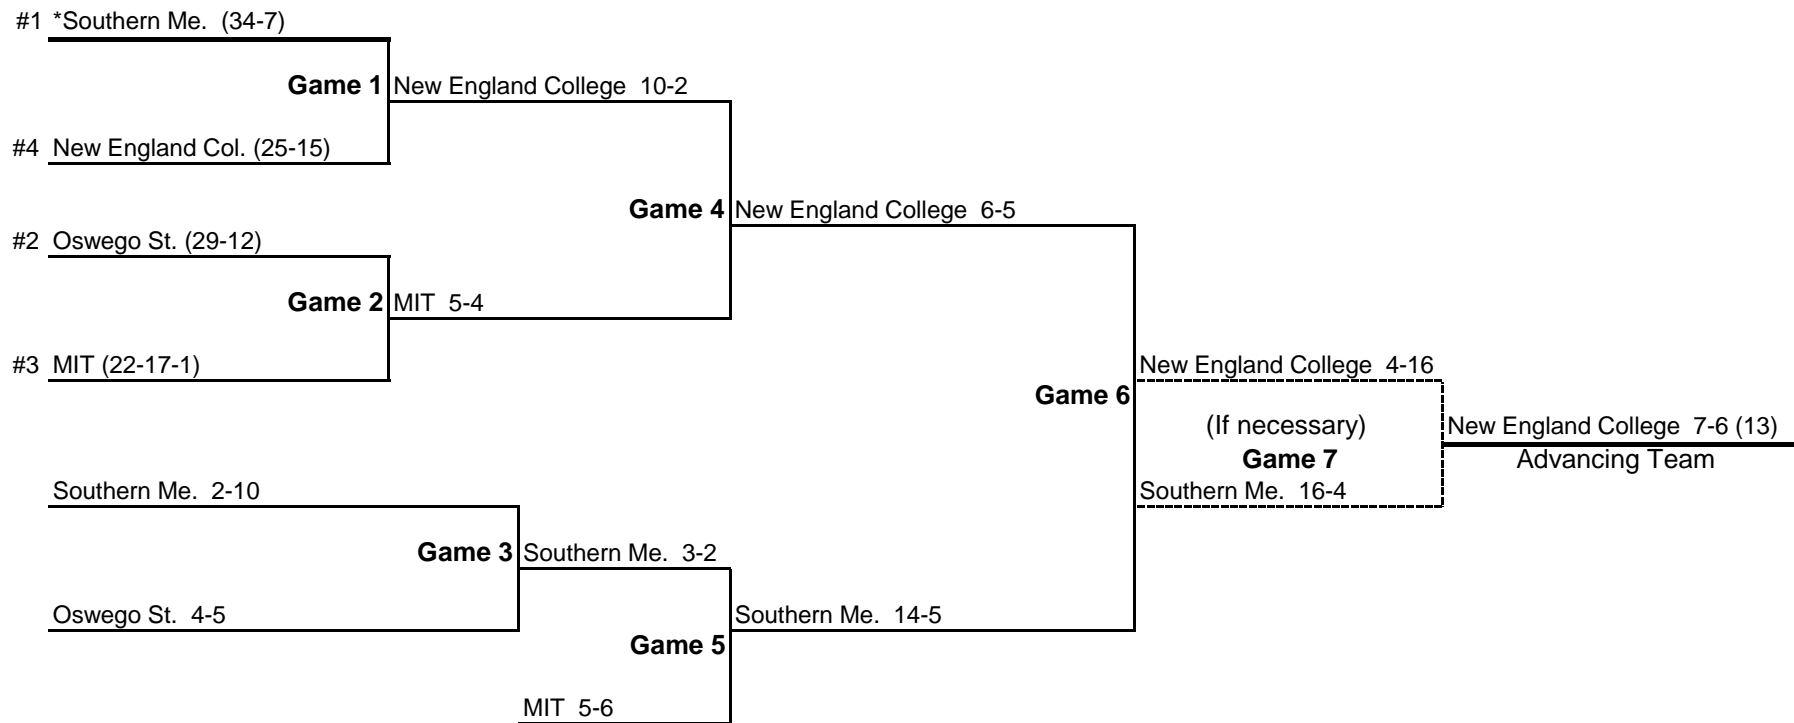 #1 *Southern Me. (34-7)
Game 1 New England College 10-2
#4 New England Col. (25-15)
Game 4 New England College 6-5
#2 Oswego St. (29-12)
Game 2 MIT 5-4
#3 MIT (22-17-1)
New England College 4-16
Game 6
(If necessary) New England College 7-6 (13)
Game 7 Advancing Team
Southern Me. 2-10 Southern Me. 16-4
Game 3 Southern Me. 3-2
Oswego St. 4-5 Southern Me. 14-5
Game 5
MIT 5-6